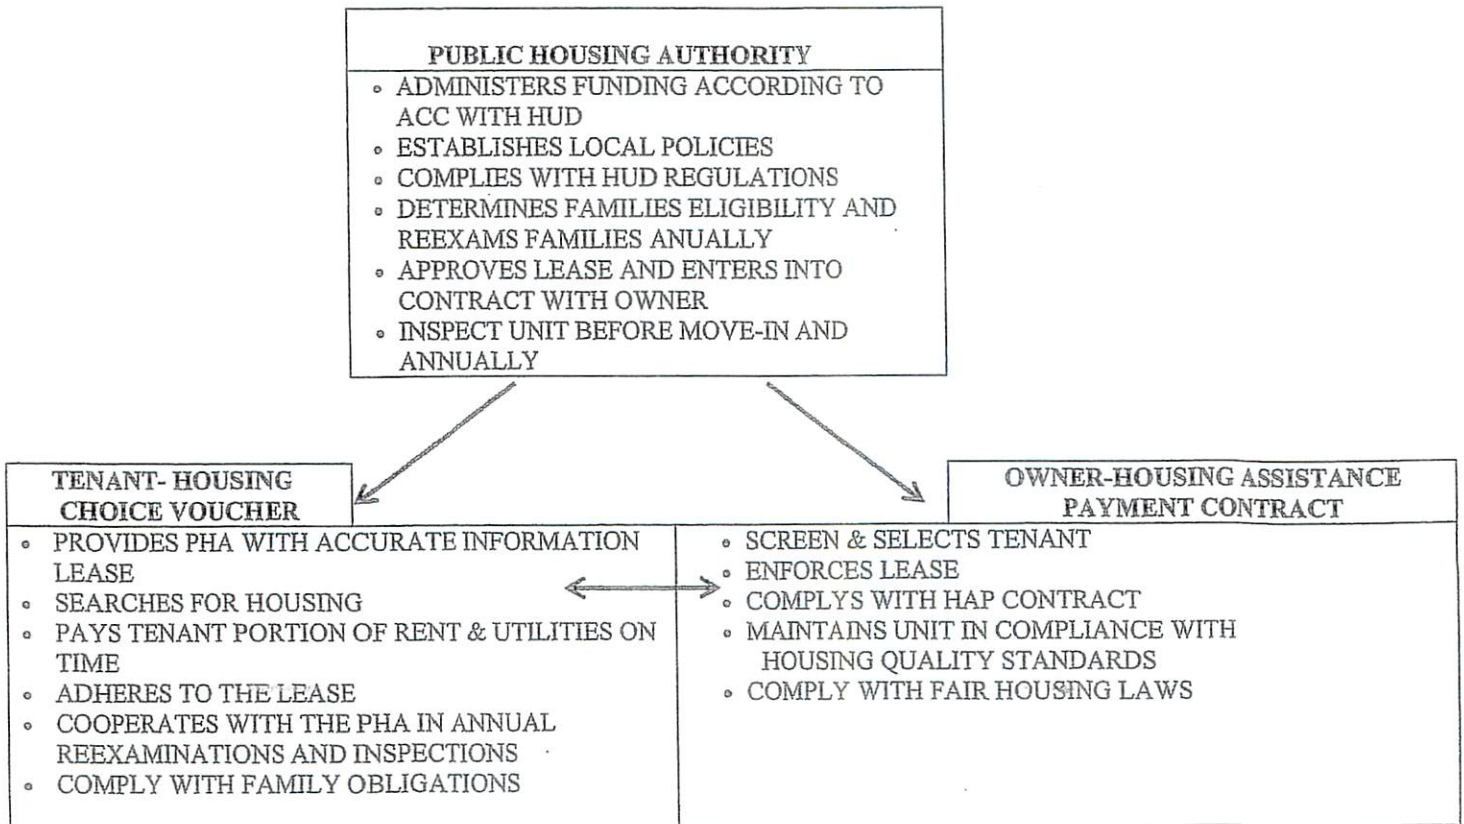 PUBLIC HOUSING AUTHORITY
• ADMINISTERS FUNDING ACCORDING TO
ACC WITH HUD
• ESTABLISHES LOCAL POLICIES
• COMPLIES WITH HUD REGULATIONS
• DETERMINES FAMILIES ELIGIBILITY AND
REEXAMS FAMILIES ANUALLY
• APPROVES LEASE AND ENTERS INTO
CONTRACT WITH OWNER
• INSPECT UNIT BEFORE MOVE-IN AND
ANNUALLY
TENANT- HOUSING
CHOICE VOUCHER
• PROVIDES PHA WITH ACCURATE INFORMATION
LEASE
• SEARCHES FOR HOUSING
• PAYS TENANT PORTION OF RENT & UTILITIES ON
TIME
• ADHERES TO THE LEASE
• COOPERATES WITH THE PHA IN ANNUAL
REEXAMINATIONS AND INSPECTIONS
• COMPLY WITH FAMILY OBLIGATIONS
OWNER-HOUSING ASSISTANCE
PAYMENT CONTRACT
• SCREEN & SELECTS TENANT
• ENFORCES LEASE
• COMPLYS WITH HAP CONTRACT
• MAINTAINS UNIT IN COMPLIANCE WITH
HOUSING QUALITY STANDARDS
• COMPLY WITH FAIR HOUSING LAWS